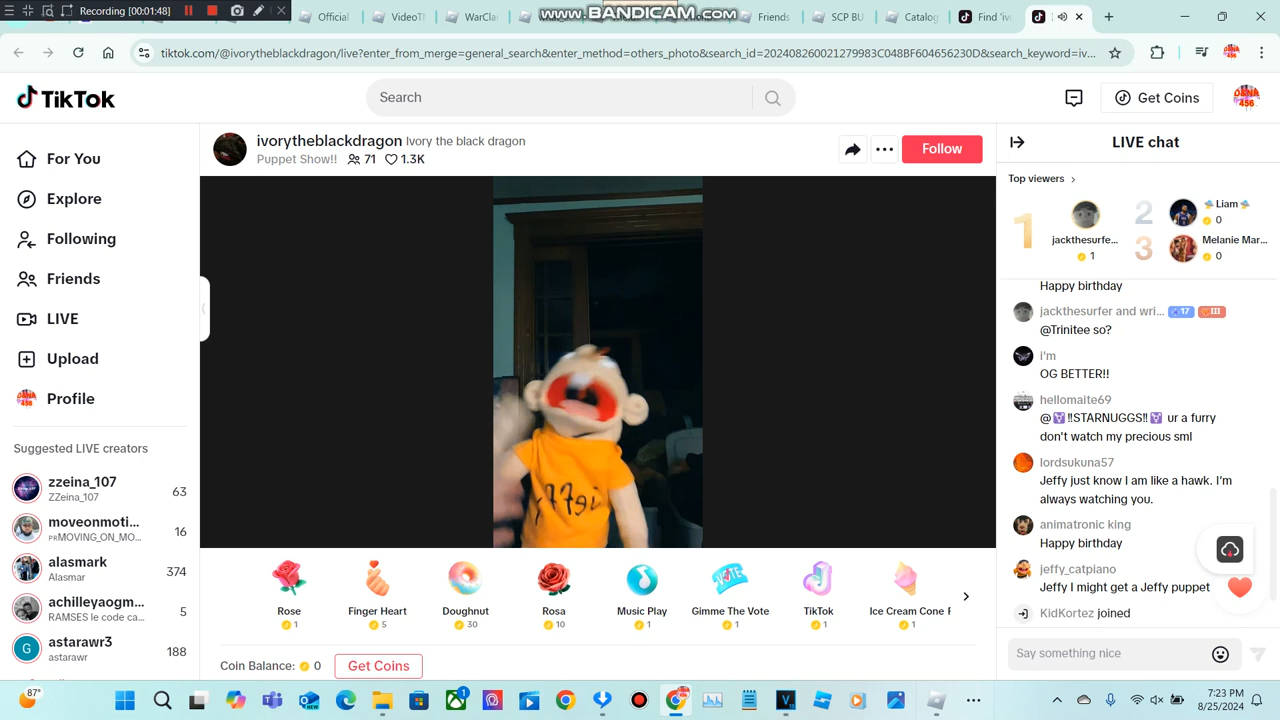 Recording [00:01:48]
www.BANDICAM.com
Official
VideoT
Warcla
Friends
SCP BU
Catalog
Find 'iv
tiktok.com/@ivorytheblackdragon/live?enter_from_merge=general_search&enter_method=others_photo&search_id=202408260021279983C048BF604656230D&search_keyword=iv...
TikTok
Search
Get Coins
For You
Explore
Following
Friends
LIVE
Upload
Profile
Suggested LIVE creators
zzeina_107
ZZeina_107
63
moveonmoti...
PRMOVING_ON_MO...
16
alasmark
Alasmar
374
achilleyaogm...
RAMSES le code ca...
5
astarawr3
astarawr
188
ivorytheblackdragon Ivory the black dragon
Puppet Show!! 71 1.3K
Follow
Rose
1
Finger Heart
5
Doughnut
30
Rosa
10
Music Play
1
Gimme The Vote
1
TikTok
1
Ice Cream Cone F
1
Coin Balance: 0
Get Coins
LIVE chat
Top viewers
1
jackthesurfe...
1
2
Liam
0
3
Melanie Mar...
0
Happy birthday
jackthesurfer and wri... 17 III
@Trinitee so?
i'm
OG BETTER!!
hellomaite69
@♉‼STARNUGGS‼♉ ur a furry
don't watch my precious sml
lordsukuna57
Jeffy just know I am like a hawk. I'm
always watching you.
animatronic king
Happy birthday
jeffy_catpiano
Jeffy I might get a Jeffy puppet
KidKortez joined
Say something nice
87°
7:23 PM
8/25/2024